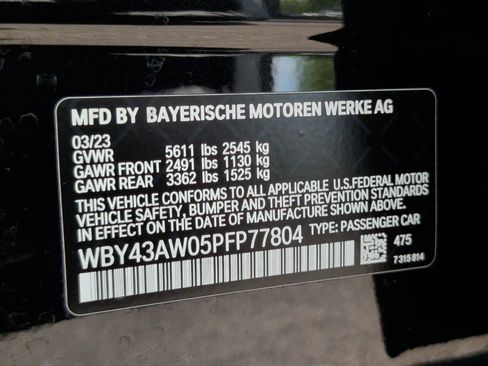 MFD BY BAYERISCHE MOTOREN WERKE AG
03/23
GVWR 5611 lbs 2545 kg
GAWR FRONT 2491 lbs 1130 kg
GAWR REAR 3362 lbs 1525 kg
THIS VEHICLE CONFORMS TO ALL APPLICABLE U.S.FEDERAL MOTOR
VEHICLE SAFETY, BUMPER AND THEFT PREVENTION STANDARDS
IN EFFECT ON THE DATE OF MANUFACTURE SHOWN ABOVE.
WBY43AW05PFP77804 TYPE: PASSENGER CAR
475
7315814